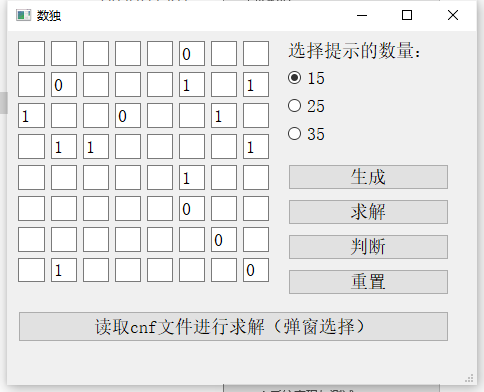 数独
选择提示的数量:
15
25
35
0
0 1 1
1 0 1
1 1 1
1
0
0
1 0
生成
求解
判断
重置
读取cnf文件进行求解（弹窗选择）